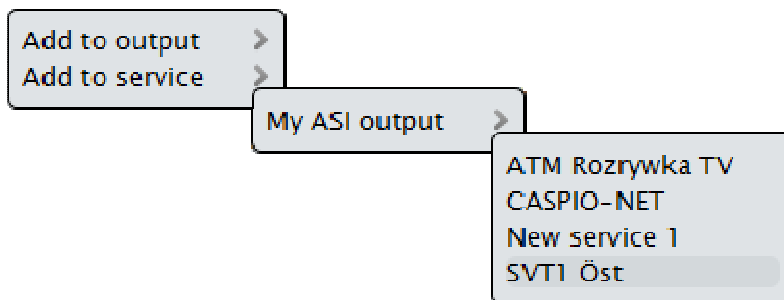 Add to output
Add to service
My ASI output
ATM Rozrywka TV
CASPIO-NET
New service 1
SVT1 Öst